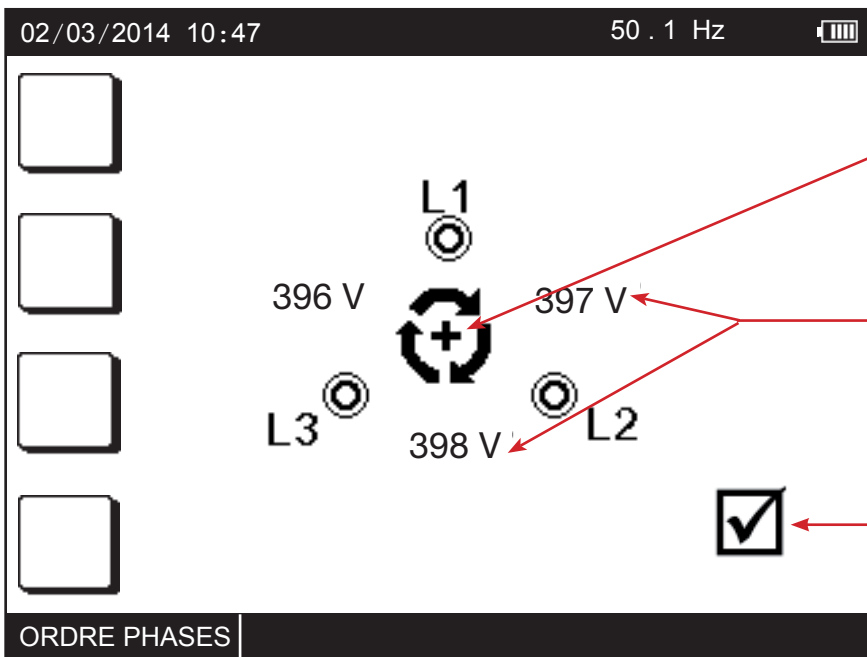 02/03/2014 10:47 50 . 1 Hz
L1
396 V 397 V
+
L3 L2
398 V
ORDRE PHASES